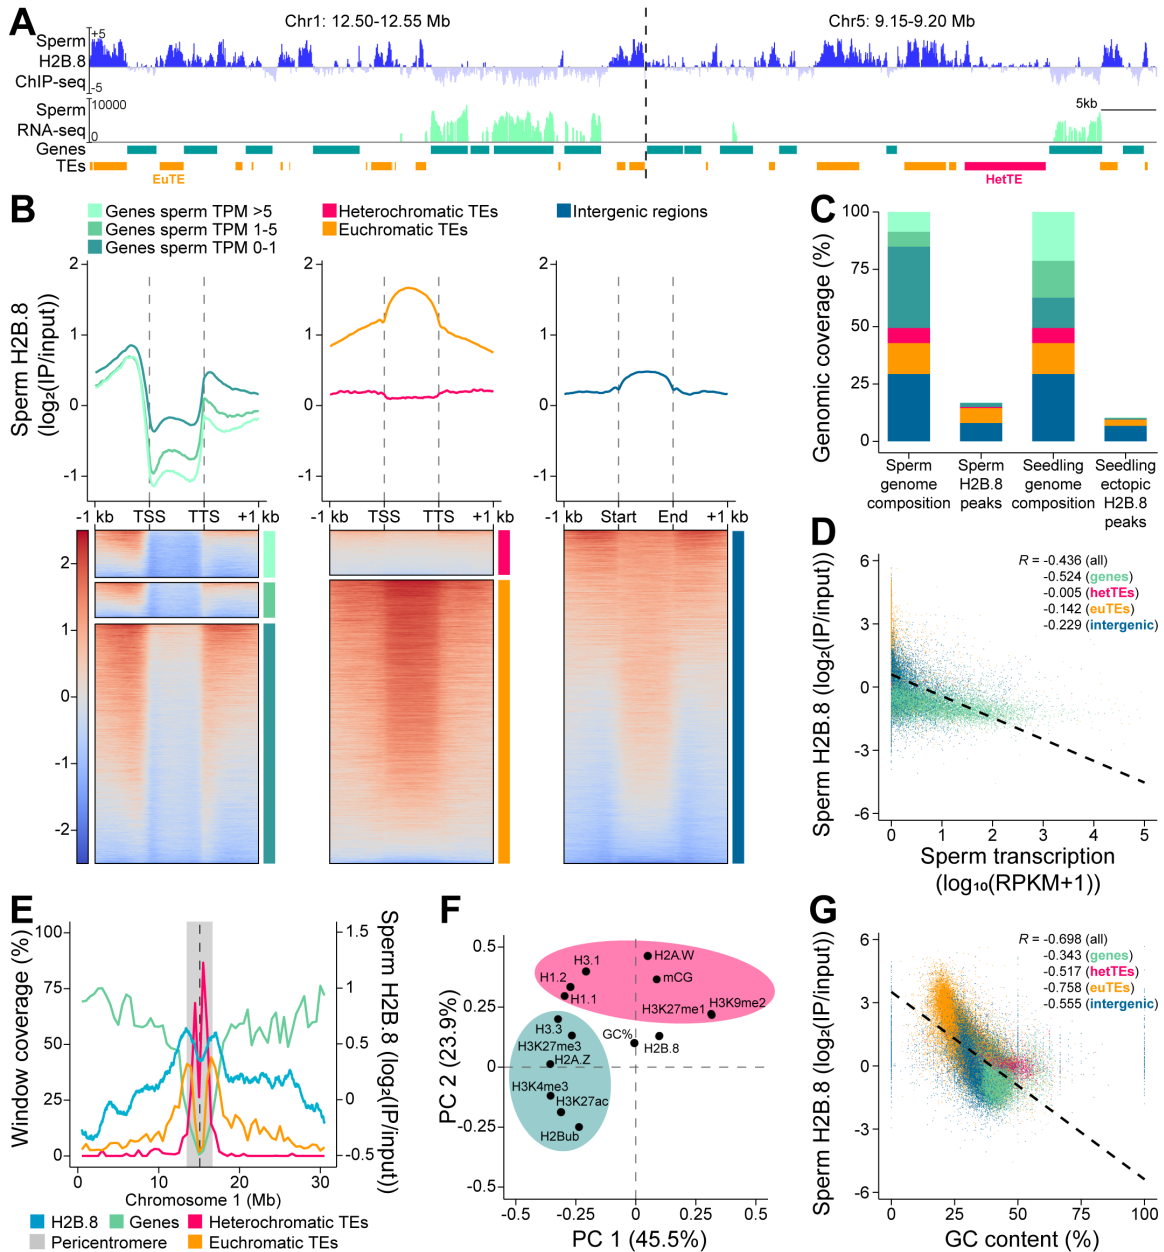 A
Chr1: 12.50-12.55 Mb
Chr5: 9.15-9.20 Mb
Sperm
H2B.8
ChIP-seq
+5
-5
Sperm
RNA-seq
10000
0
5kb
Genes
TEs
EuTE
HetTE
B
Genes sperm TPM >5
Genes sperm TPM 1-5
Genes sperm TPM 0-1
Heterochromatic TEs
Euchromatic TEs
Intergenic regions
Sperm H2B.8
(log₂(IP/input))
2
1
0
-1
2
1
0
-1
2
1
0
-1
-1 kb
TSS
TTS
+1 kb
-1 kb
TSS
TTS
+1 kb
-1 kb
Start
End
+1 kb
2
1
0
-1
-2
C
Genomic coverage (%)
100
75
50
25
0
Sperm
genome
composition
Sperm
H2B.8
peaks
Seedling
genome
composition
Seedling
ectopic
H2B.8
peaks
D
Sperm H2B.8 (log₂(IP/input))
6
3
0
-3
-6
R = -0.436 (all)
-0.524 (genes)
-0.005 (hetTEs)
-0.142 (euTEs)
-0.229 (intergenic)
0 1 2 3 4 5
Sperm transcription
(log₁₀(RPKM+1))
E
Window coverage (%)
100
75
50
25
0
Sperm H2B.8 (log₂(IP/input))
1.5
1
0.5
0
-0.5
0 10 20 30
Chromosome 1 (Mb)
H2B.8
Genes
Heterochromatic TEs
Pericentromere
Euchromatic TEs
F
PC 2 (23.9%)
0.5
0.25
0
-0.25
-0.5
H2A.W
H3.1
mCG
H1.2
H1.1
H3K27me1
H3K9me2
H3.3
H3K27me3
GC%
H2B.8
H2A.Z
H3K4me3
H3K27ac
H2Bub
-0.5 -0.25 0 0.25 0.5
PC 1 (45.5%)
G
Sperm H2B.8 (log₂(IP/input))
6
3
0
-3
-6
R = -0.698 (all)
-0.343 (genes)
-0.517 (hetTEs)
-0.758 (euTEs)
-0.555 (intergenic)
0 25 50 75 100
GC content (%)